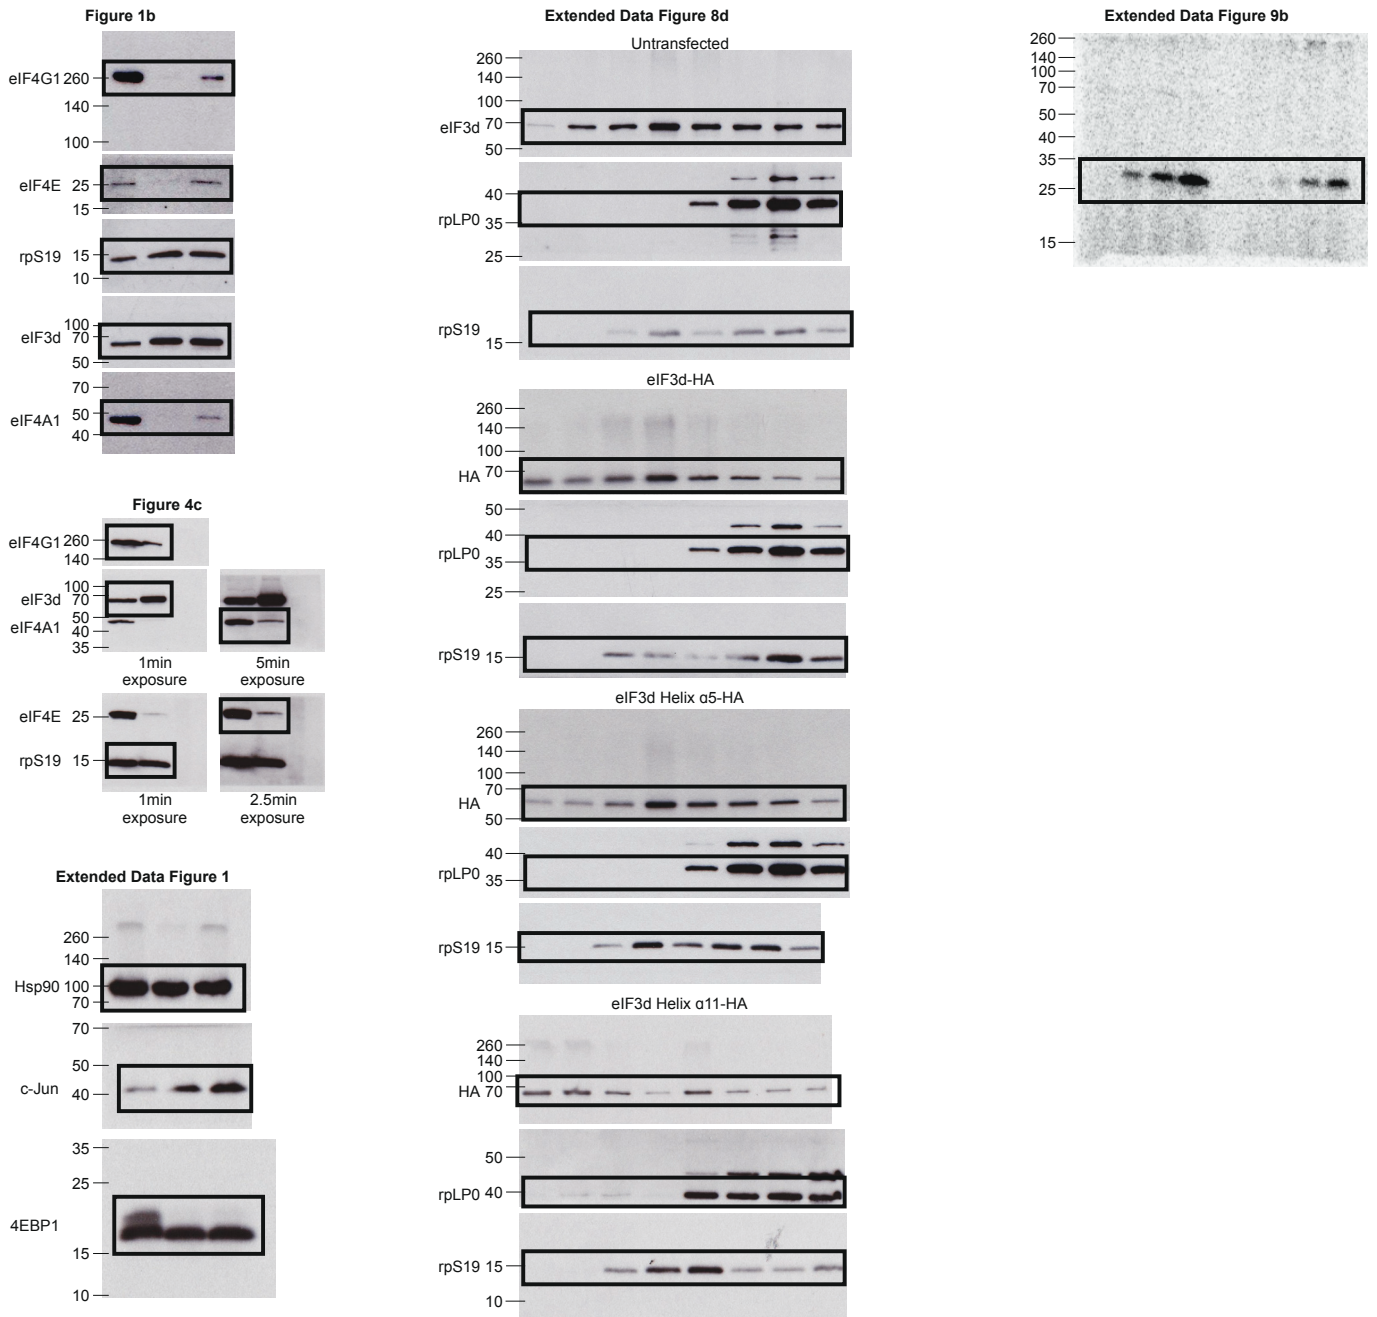 Figure 1b
eIF4G1 260
140
100
eIF4E 25
15
rpS19 15
10
100
eIF3d 70
50
70
50
eIF4A1
40
Figure 4c
eIF4G1 260
140
100
eIF3d 70
50
eIF4A1 40
35
1min
exposure
5min
exposure
eIF4E 25
rpS19 15
1min
exposure
2.5min
exposure
Extended Data Figure 1
260
140
Hsp90 100
70
70
50
c-Jun 40
35
25
4EBP1
15
10
Extended Data Figure 8d
Untransfected
260
140
100
eIF3d 70
50
40
rpLP0 35
25
rpS19
15
eIF3d-HA
260
140
100
HA 70
50
40
rpLP0
35
25
rpS19 15
eIF3d Helix α5-HA
260
140
100
70
HA
50
40
rpLP0
35
rpS19 15
eIF3d Helix α11-HA
260
140
100
HA 70
50
rpLP0 40
rpS19 15
10
Extended Data Figure 9b
260
140
100
70
50
40
35
25
15